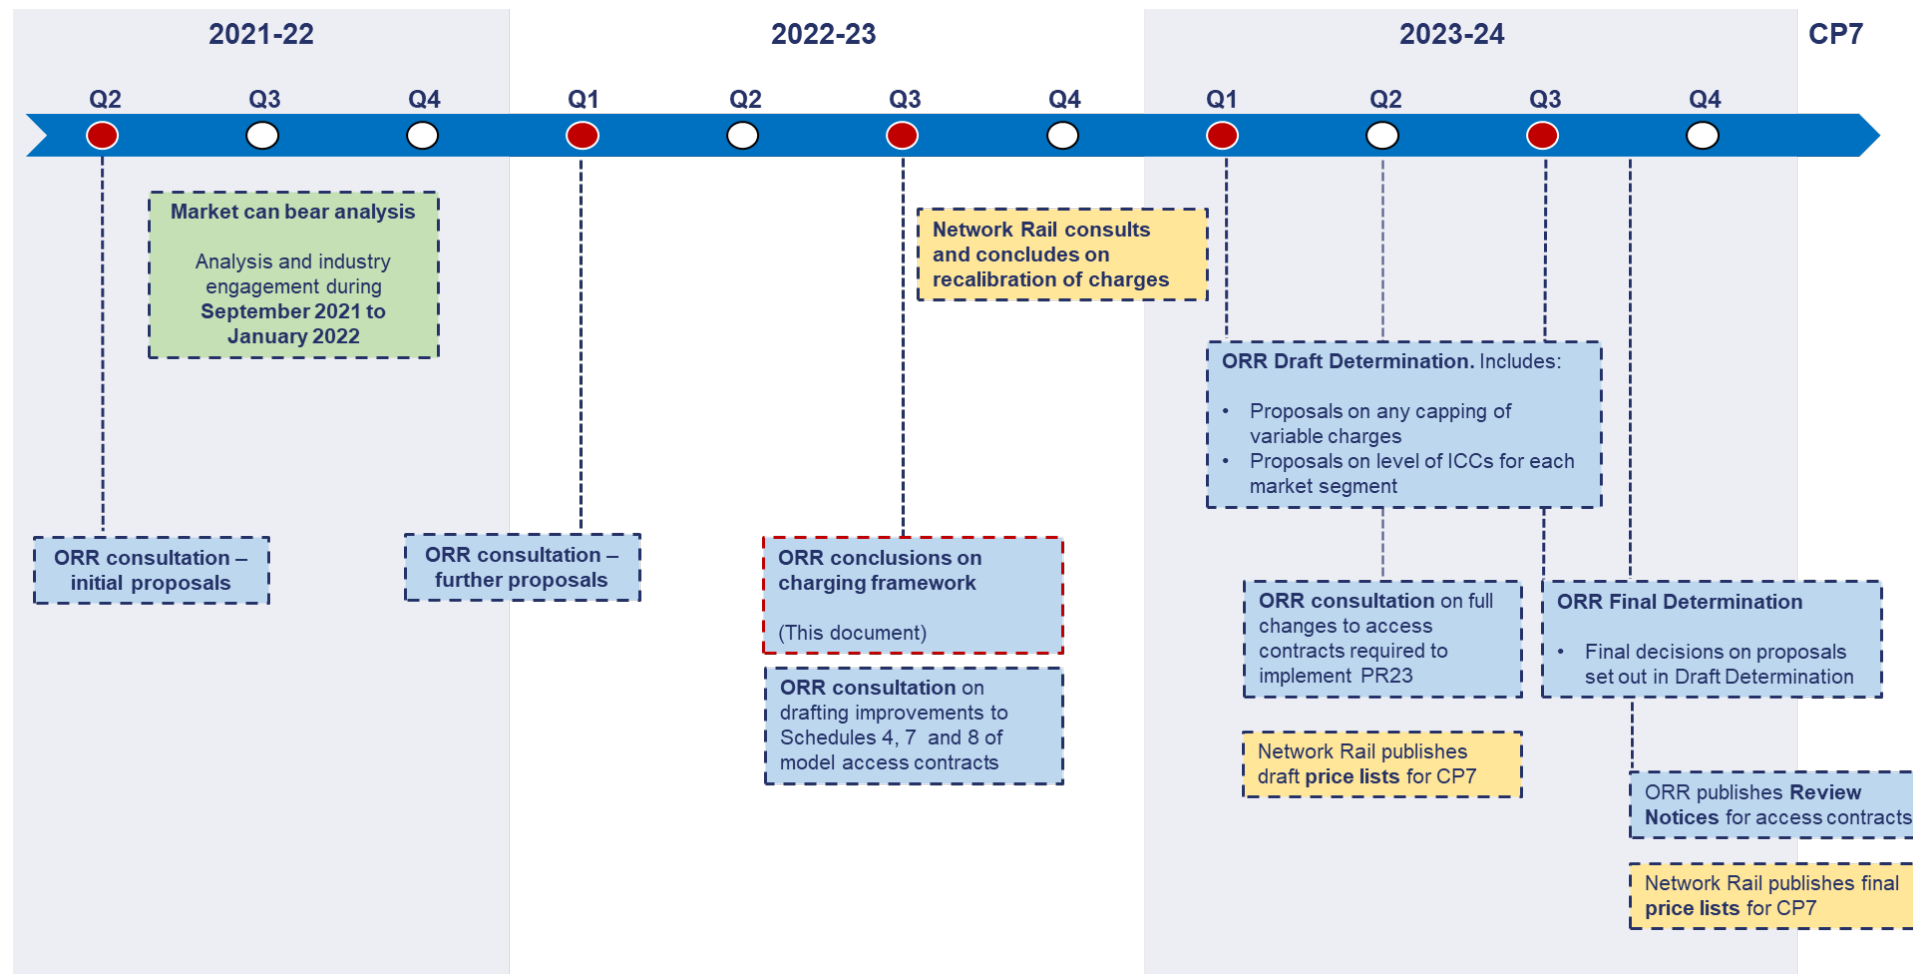 2021-22
2022-23
2023-24
CP7
Q2
Q3
Q4
Q1
Q2
Q3
Q4
Q1
Q2
Q3
Q4
Market can bear analysis
Analysis and industry
engagement during
September 2021 to
January 2022
Network Rail consults
and concludes on
recalibration of charges
ORR Draft Determination. Includes:
• Proposals on any capping of
variable charges
• Proposals on level of ICCs for each
market segment
ORR consultation –
initial proposals
ORR consultation –
further proposals
ORR conclusions on
charging framework
(This document)
ORR consultation on
drafting improvements to
Schedules 4, 7 and 8 of
model access contracts
ORR consultation on full
changes to access
contracts required to
implement PR23
Network Rail publishes
draft price lists for CP7
ORR Final Determination
• Final decisions on proposals
set out in Draft Determination
ORR publishes Review
Notices for access contracts
Network Rail publishes final
price lists for CP7